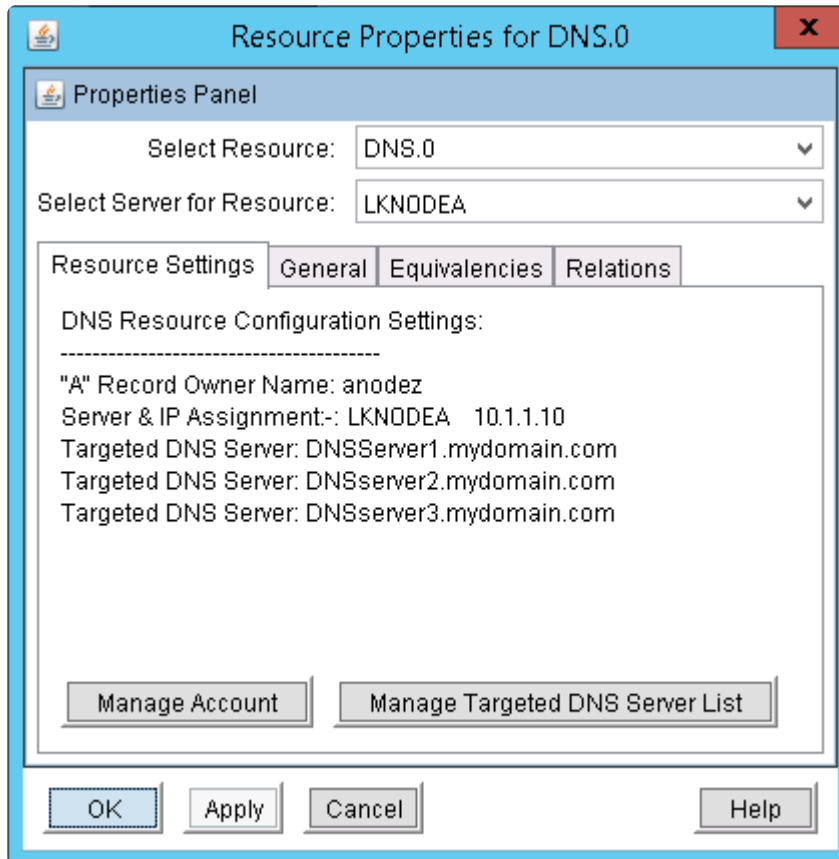 Resource Properties for DNS.0
x
Properties Panel
Select Resource: DNS.0
Select Server for Resource: LKNODEA
Resource Settings General Equivalencies Relations
DNS Resource Configuration Settings:
----------------------------------------
"A" Record Owner Name: anodez
Server & IP Assignment:-: LKNODEA 10.1.1.10
Targeted DNS Server: DNSServer1.mydomain.com
Targeted DNS Server: DNSserver2.mydomain.com
Targeted DNS Server: DNSserver3.mydomain.com
Manage Account Manage Targeted DNS Server List
OK Apply Cancel Help